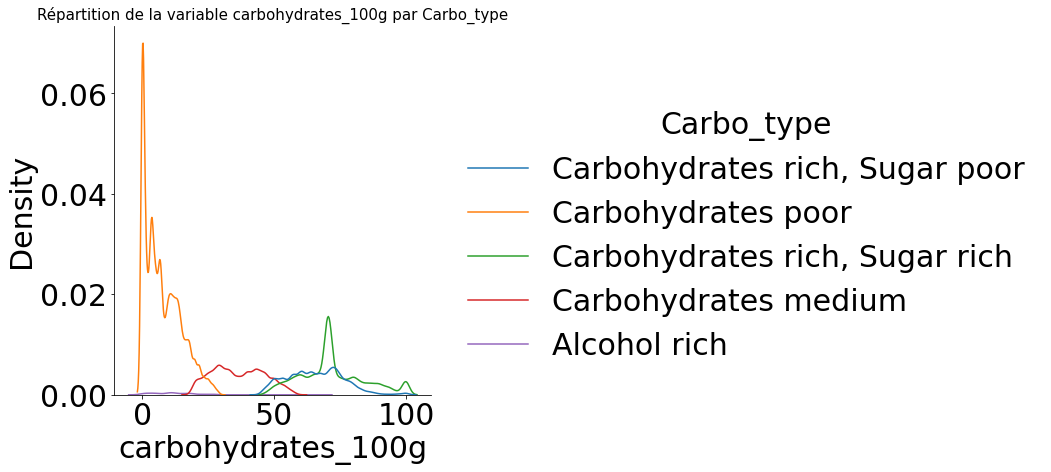 Répartition de la variable carbohydrates_100g par Carbo_type
Density
0.06
0.04
0.02
0.00
0
50
100
carbohydrates_100g
Carbo_type
Carbohydrates rich, Sugar poor
Carbohydrates poor
Carbohydrates rich, Sugar rich
Carbohydrates medium
Alcohol rich